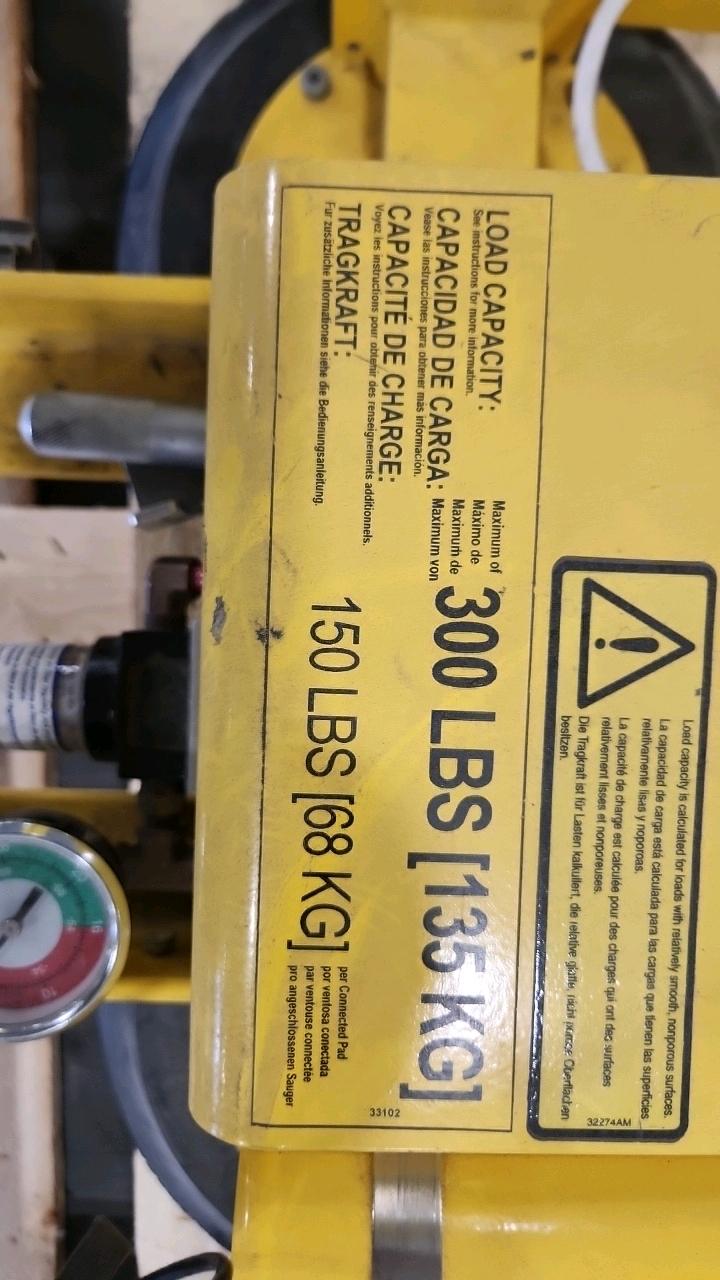 Load capacity is calculated for loads with relatively smooth, nonporous surfaces.
La capacidad de carga está calculada para las cargas que tienen las superficies
relativamente lisas y noporoas.
La capacité de charge est calculée pour des charges qui ont des surfaces
relativement lisses et nonporeuses.
Die Tragkraft ist für Lasten kalkuliert, die relative glatte, nicht porose Oberflächen
besitzen.
32274AM
LOAD CAPACITY:
See instructions for more information.
CAPACIDAD DE CARGA:
Vease las instrucciones para obtener más información.
CAPACITÉ DE CHARGE:
Voyez les instructions pour obtenir des renseignements additionnels.
TRAGKRAFT:
Fur zusätzliche Informationen siehe die Bedienungsanleitung.
Maximum of
Máximo de
Maximum de
Maximum von
300 LBS [135 KG]
150 LBS [68 KG]
per Connected Pad
por ventosa conectada
par ventouse connectée
pro angeschlossenen Sauger
33102